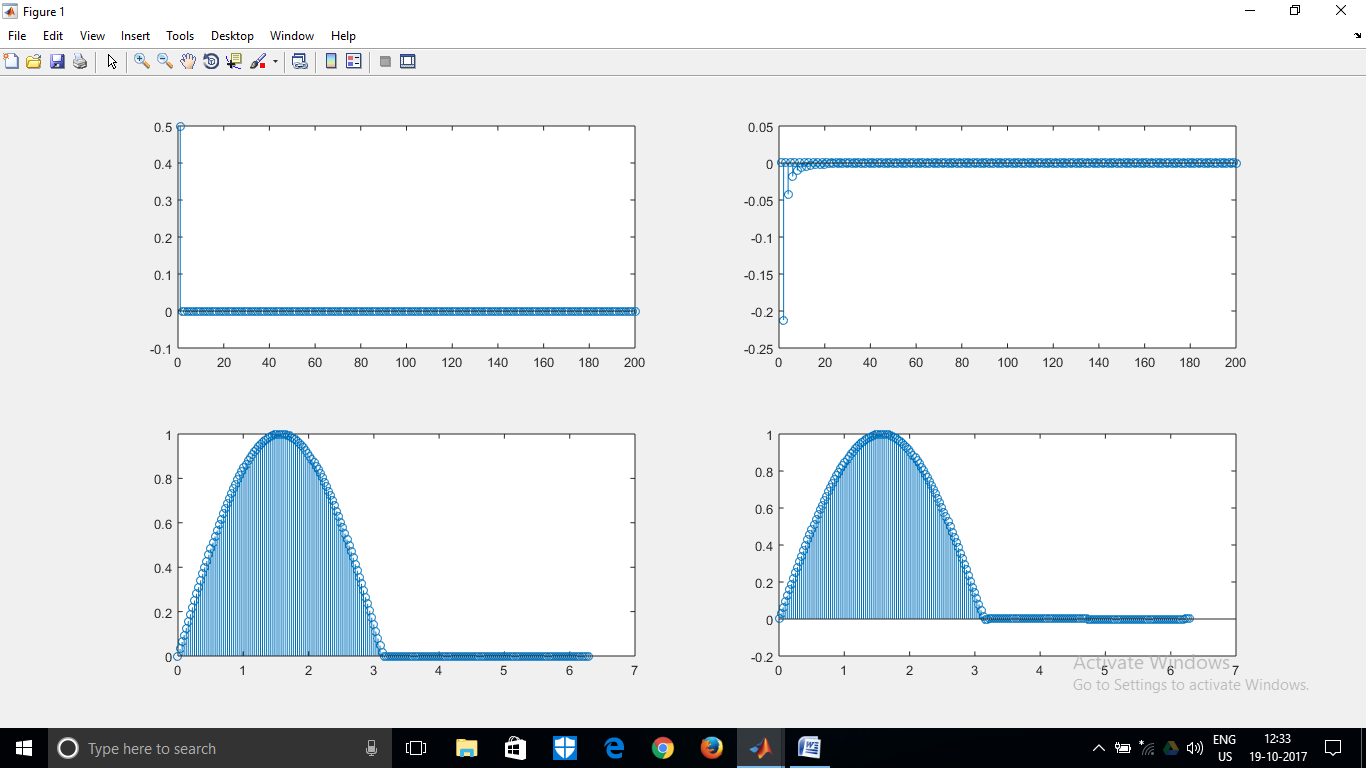 Figure 1
File Edit View Insert Tools Desktop Window Help
0.5
0.4
0.3
0.2
0.1
0
-0.1
0 20 40 60 80 100 120 140 160 180 200
0.05
0
-0.05
-0.1
-0.15
-0.2
-0.25
0 20 40 60 80 100 120 140 160 180 200
1
0.8
0.6
0.4
0.2
0
0 1 2 3 4 5 6 7
1
0.8
0.6
0.4
0.2
0
-0.2
0 1 2 3 4 5 6 7
Activate Windows
Go to Settings to activate Windows.
Type here to search
ENG
US
12:33
19-10-2017